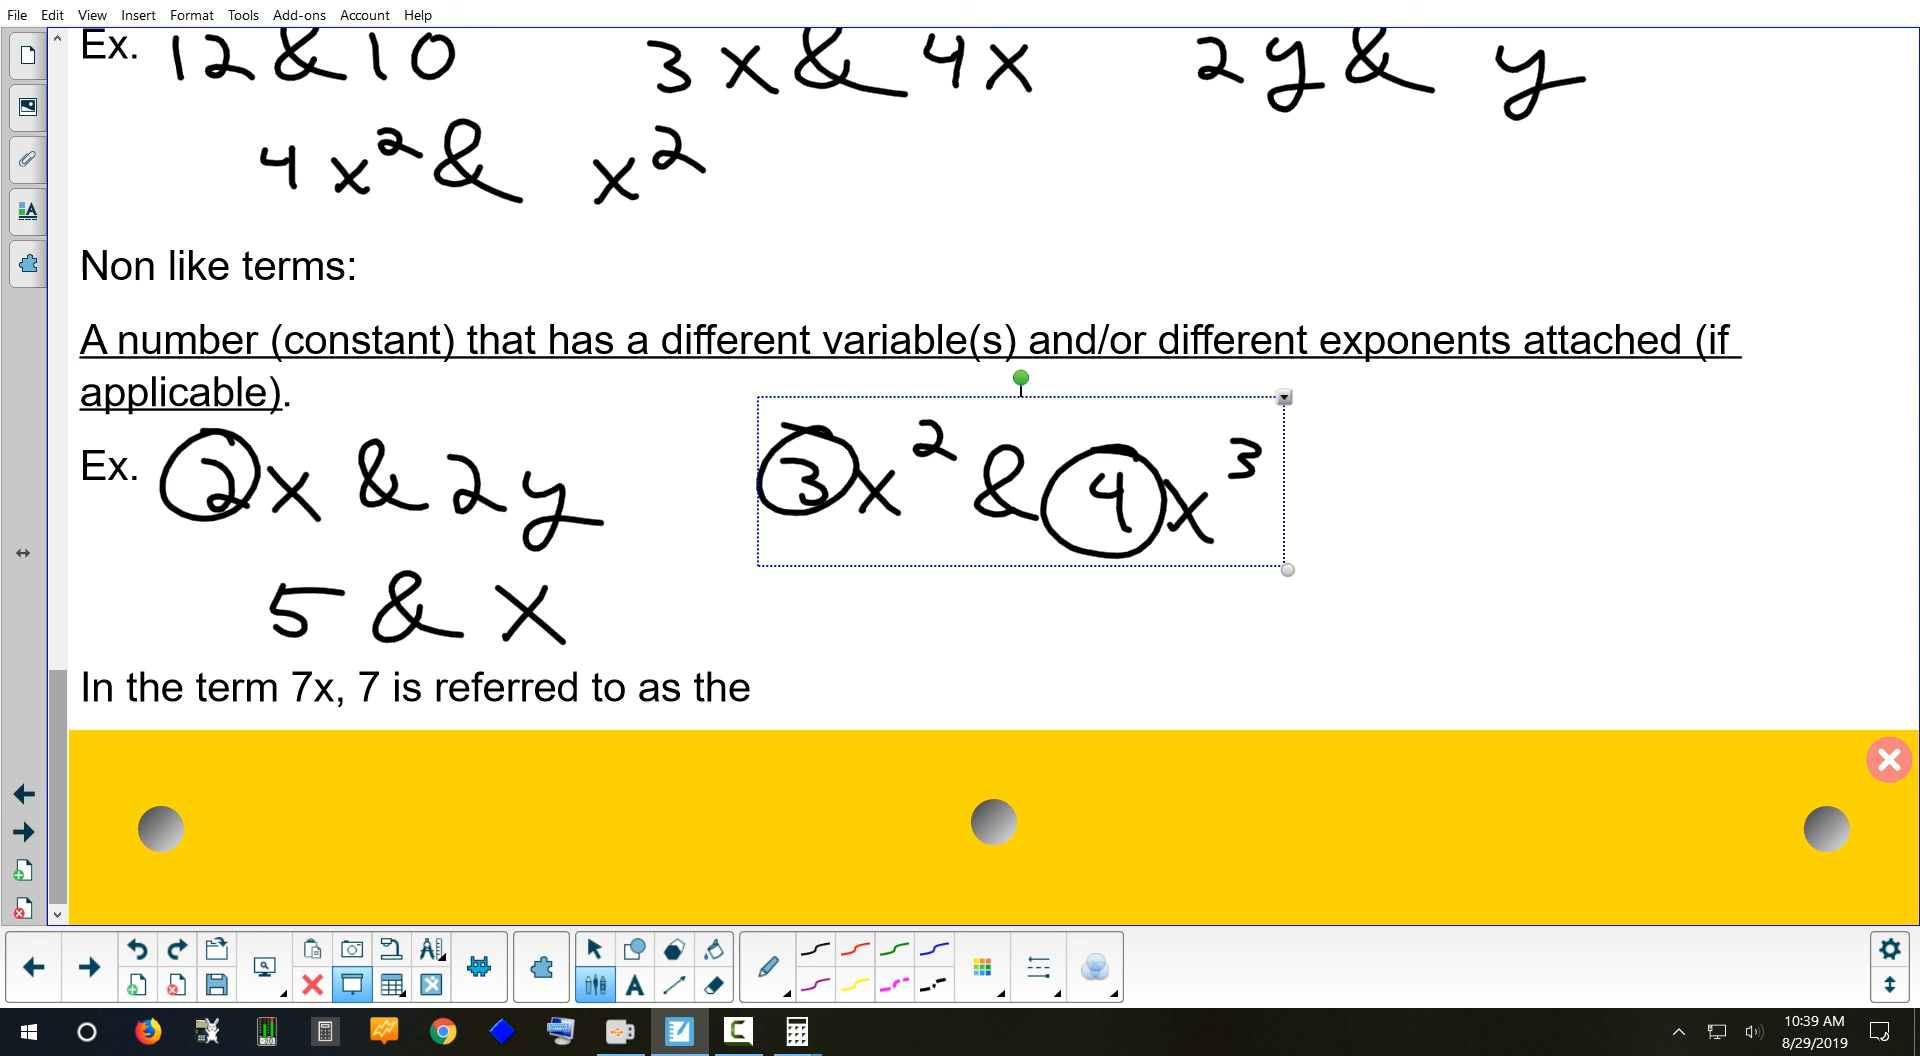 File Edit View Insert Format Tools Add-ons Account Help
Ex. 12 & 10 3x & 4x 2y & y
4x² & x²
Non like terms:
A number (constant) that has a different variable(s) and/or different exponents attached (if
applicable).
Ex. 2x & 2y 3x² & 4x³
5 & x
In the term 7x, 7 is referred to as the
10:39 AM
8/29/2019